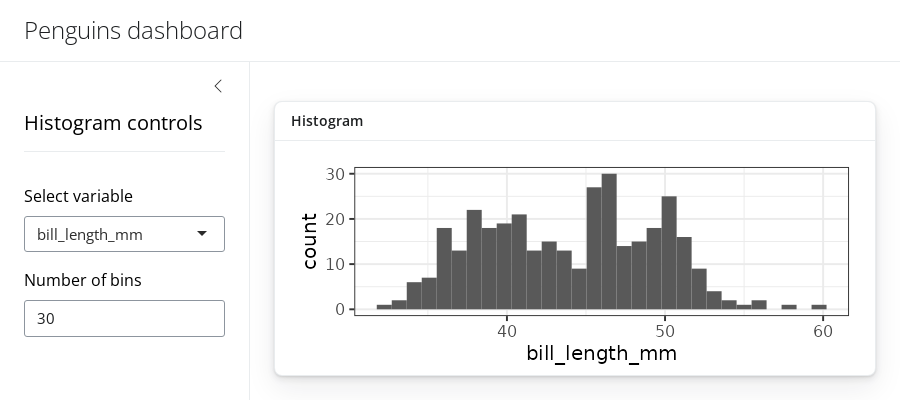 Penguins dashboard
Histogram controls
Select variable
bill_length_mm
Number of bins
30
Histogram
30
20
10
0
count
40 50 60
bill_length_mm